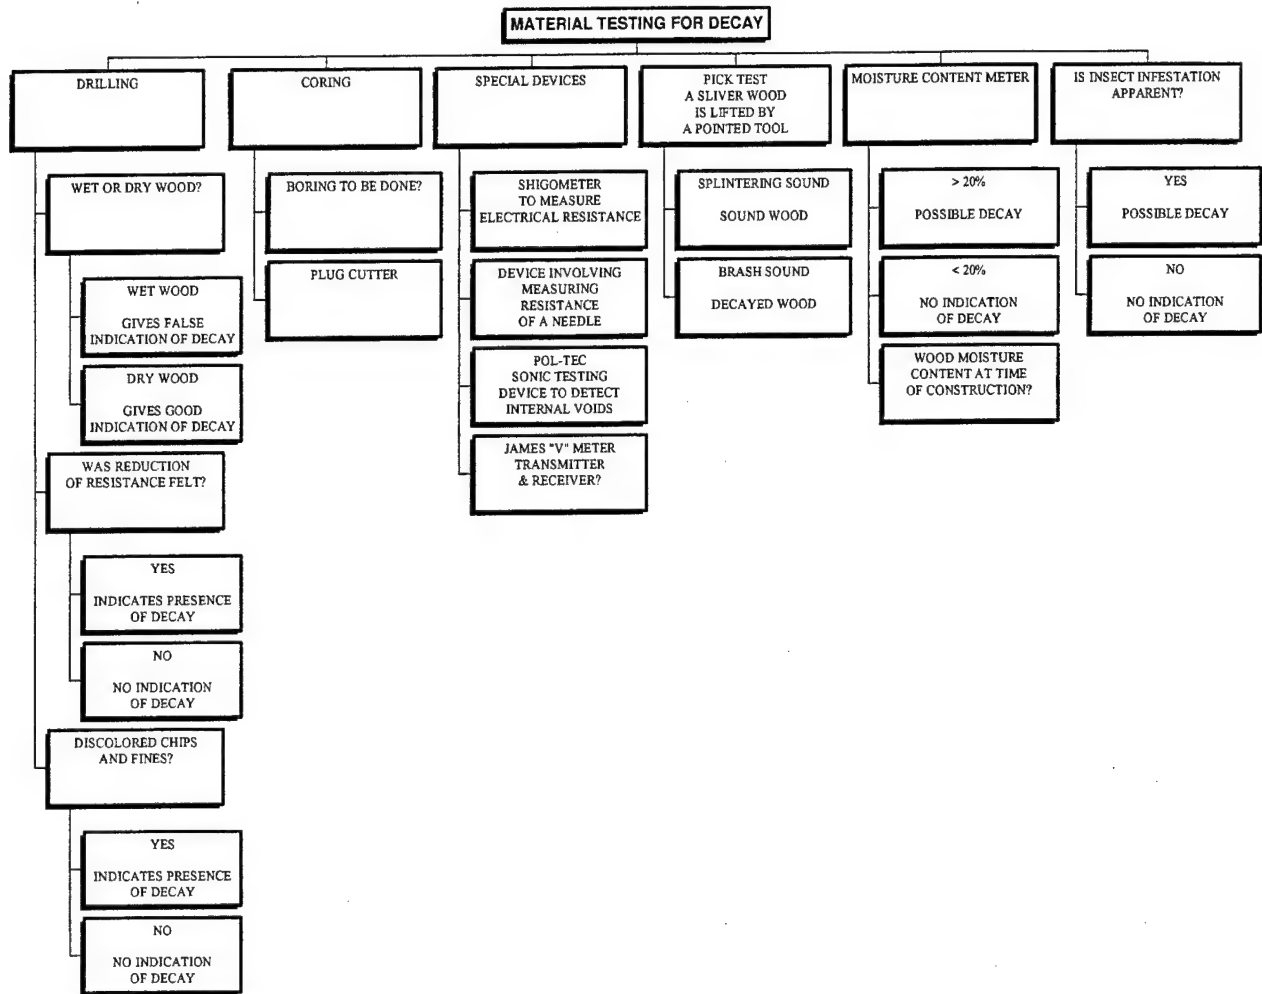 MATERIAL TESTING FOR DECAY
DRILLING
WET OR DRY WOOD?
WET WOOD
GIVES FALSE
INDICATION OF DECAY
DRY WOOD
GIVES GOOD
INDICATION OF DECAY
WAS REDUCTION
OF RESISTANCE FELT?
YES
INDICATES PRESENCE
OF DECAY
NO
NO INDICATION
OF DECAY
DISCOLORED CHIPS
AND FINES?
YES
INDICATES PRESENCE
OF DECAY
NO
NO INDICATION
OF DECAY
CORING
BORING TO BE DONE?
PLUG CUTTER
SPECIAL DEVICES
SHIGOMETER
TO MEASURE
ELECTRICAL RESISTANCE
DEVICE INVOLVING
MEASURING
RESISTANCE
OF A NEEDLE
POL-TEC
SONIC TESTING
DEVICE TO DETECT
INTERNAL VOIDS
JAMES "V" METER
TRANSMITTER
& RECEIVER?
PICK TEST
A SLIVER WOOD
IS LIFTED BY
A POINTED TOOL
SPLINTERING SOUND
SOUND WOOD
BRASH SOUND
DECAYED WOOD
MOISTURE CONTENT METER
> 20%
POSSIBLE DECAY
< 20%
NO INDICATION
OF DECAY
WOOD MOISTURE
CONTENT AT TIME
OF CONSTRUCTION?
IS INSECT INFESTATION
APPARENT?
YES
POSSIBLE DECAY
NO
NO INDICATION
OF DECAY